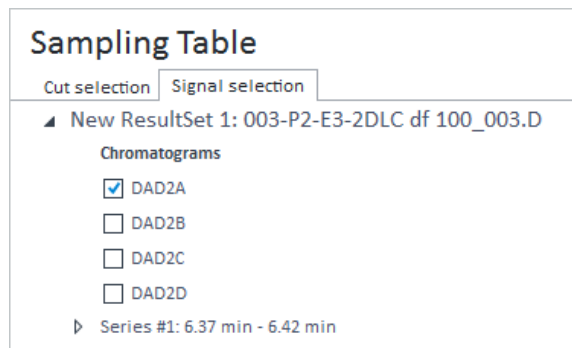 Sampling Table
Cut selection Signal selection
New ResultSet 1: 003-P2-E3-2DLC df 100_003.D
Chromatograms
DAD2A
DAD2B
DAD2C
DAD2D
Series #1: 6.37 min - 6.42 min